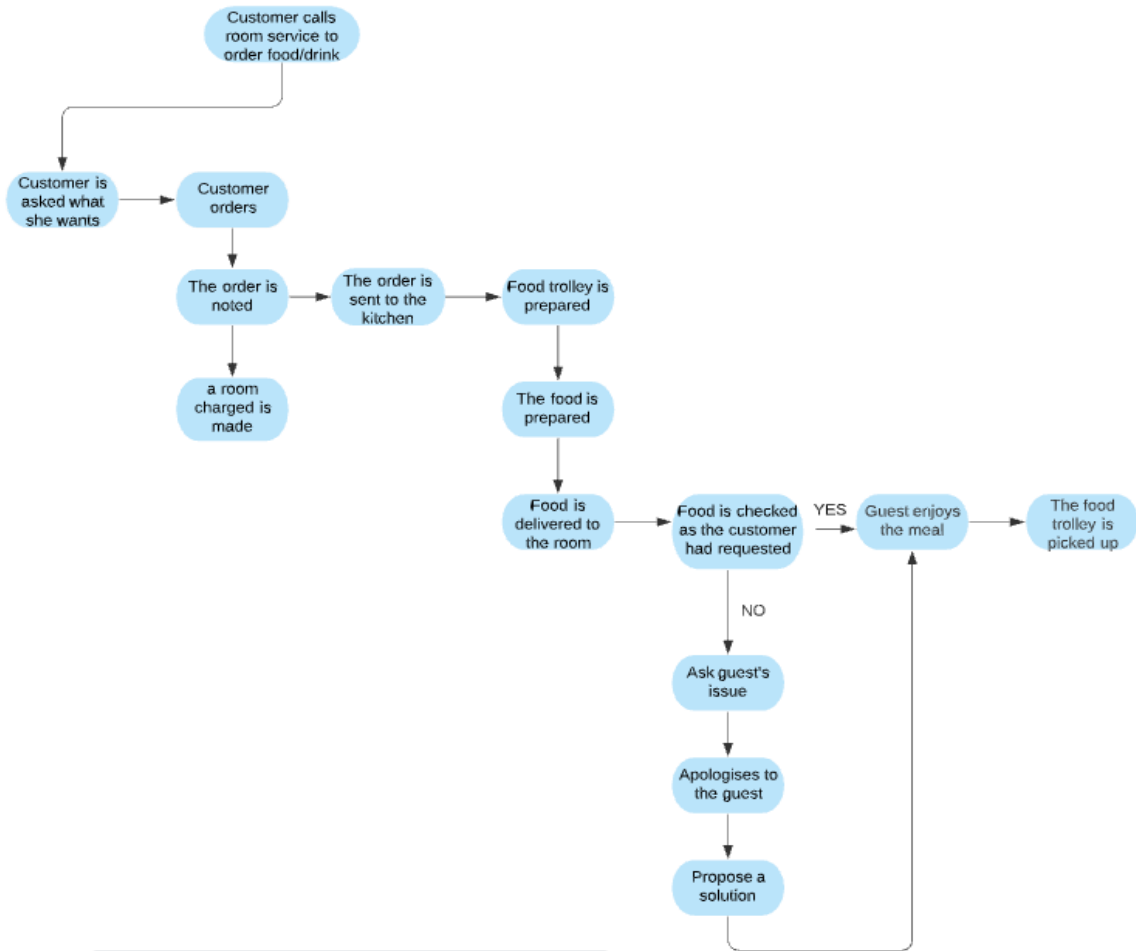 Customer calls
room service to
order food/drink
Customer is
asked what
she wants
Customer
orders
The order is
noted
The order is
sent to the
kitchen
Food trolley is
prepared
a room
charged is
made
The food is
prepared
Food is
delivered to
the room
Food is checked
as the customer
had requested
YES
Guest enjoys
the meal
The food
trolley is
picked up
NO
Ask guest's
issue
Apologises to
the guest
Propose a
solution